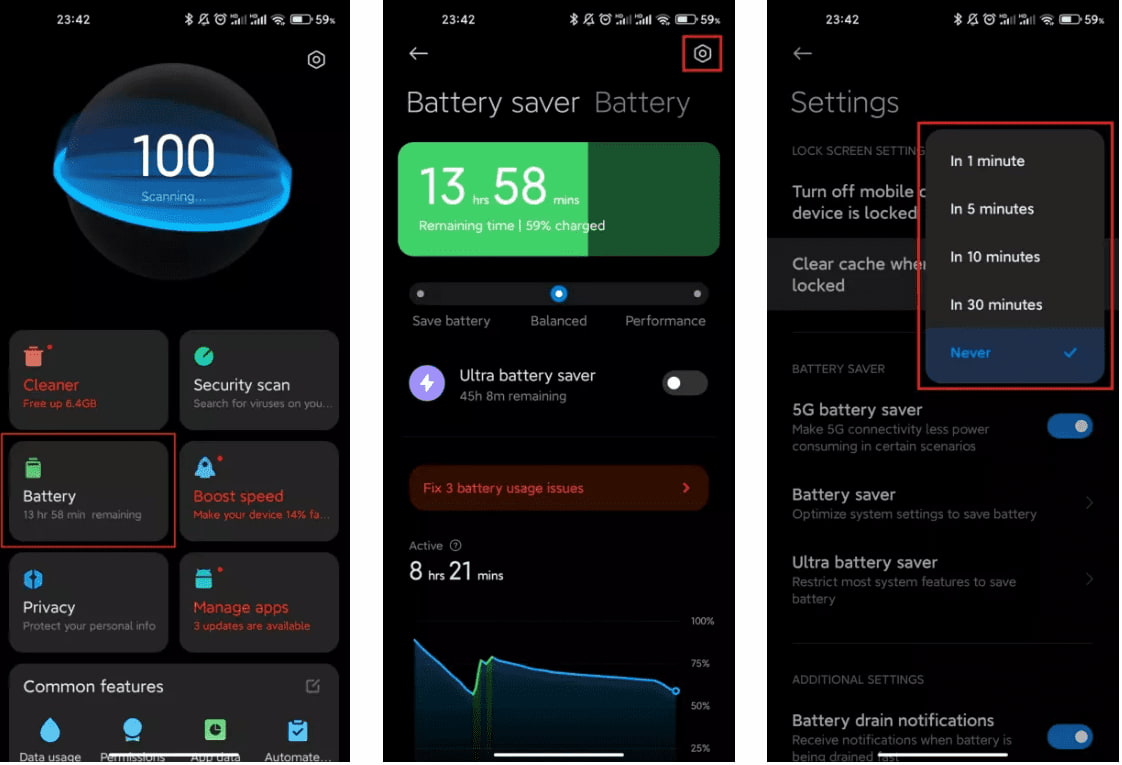 23:42
59%
100
Scanning...
Cleaner
Free up 6.4GB
Security scan
Search for viruses on you...
Battery
13 hr 58 min remaining
Boost speed
Make your device 14% fa...
Privacy
Protect your personal info
Manage apps
3 updates are available
Common features
Data usage
Permissions
App data
Automate...
23:42
59%
Battery saver Battery
13 hrs 58 mins
Remaining time | 59% charged
Save battery
Balanced
Performance
Ultra battery saver
45h 8m remaining
Fix 3 battery usage issues
Active
8 hrs 21 mins
100%
75%
50%
25%
23:42
59%
Settings
LOCK SCREEN SETTING
Turn off mobile
device is locked
Clear cache whe
locked
In 1 minute
In 5 minutes
In 10 minutes
In 30 minutes
Never
BATTERY SAVER
5G battery saver
Make 5G connectivity less power
consuming in certain scenarios
Battery saver
Optimize system settings to save battery
Ultra battery saver
Restrict most system features to save
battery
ADDITIONAL SETTINGS
Battery drain notifications
Receive notifications when battery is
being drained fast